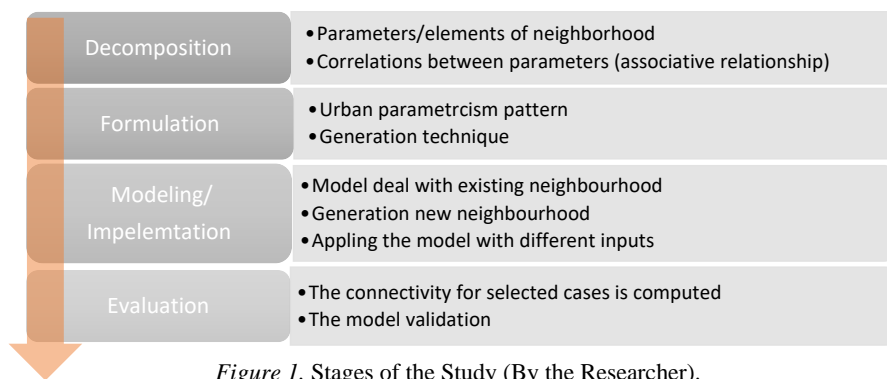 Decomposition
•Parameters/elements of neigborhood
•Correlations between parameters (associative relationship)
Formulation
•Urban parametrcism pattern
•Generation technique
Modeling/
Impelemtation
•Model deal with existing neighbourhood
•Generation new neighbourhood
•Appling the model with different inputs
Evaluation
•The connectivity for selected cases is computed
•The model validation
Figure 1. Stages of the Study (By the Researcher).